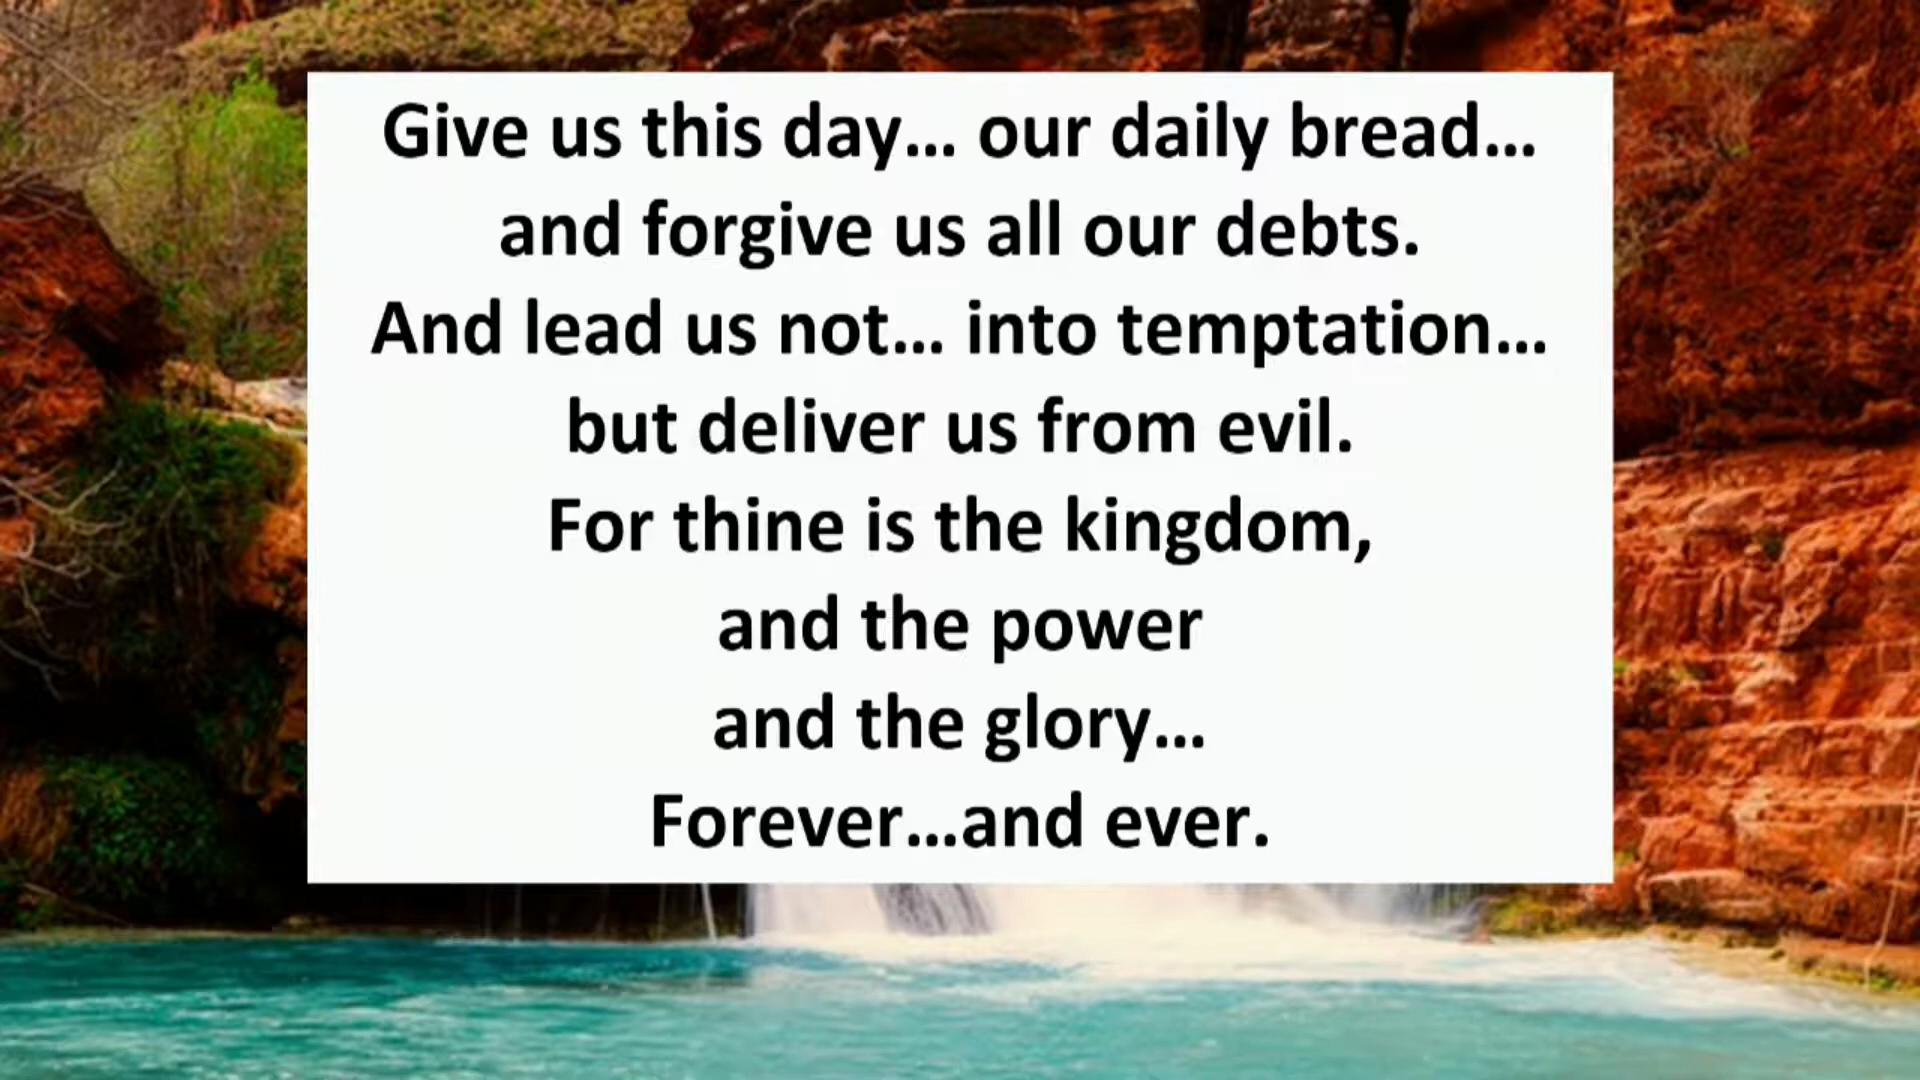 Give us this day... our daily bread...
and forgive us all our debts.
And lead us not... into temptation...
but deliver us from evil.
For thine is the kingdom,
and the power
and the glory...
Forever...and ever.